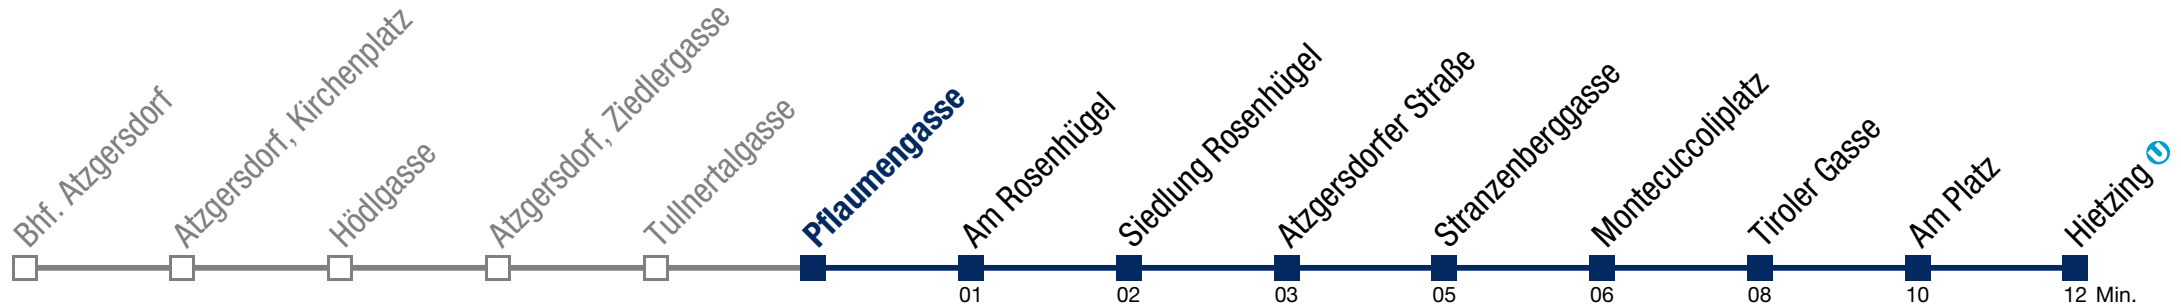 Bhf. Atzgersdorf
Atzgersdorf, Kirchenplatz
Hödlgasse
Atzgersdorf, Ziedlergasse
Tullnertalgasse
Pflaumengasse
Am Rosenhügel
Siedlung Rosenhügel
Atzgersdorfer Straße
Stranzenberggasse
Montecuccoliplatz
Tiroler Gasse
Am Platz
Hietzing U
01 02 03 05 06 08 10 12 Min.